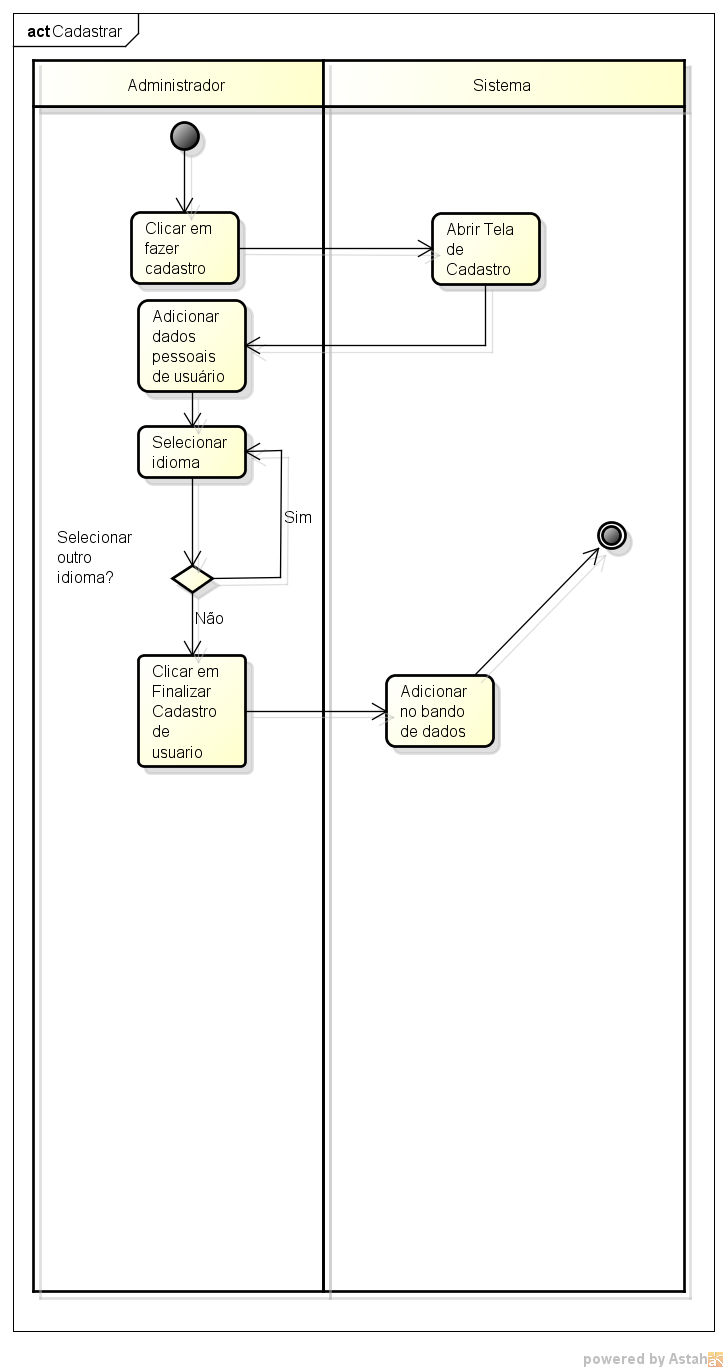 act Cadastrar
Administrador
Sistema
Clicar em
fazer
cadastro
Abrir Tela
de
Cadastro
Adicionar
dados
pessoais
de usuário
Selecionar
idioma
Sim
Selecionar
outro
idioma?
Não
Clicar em
Finalizar
Cadastro
de
usuario
Adicionar
no bando
de dados
powered by Astah